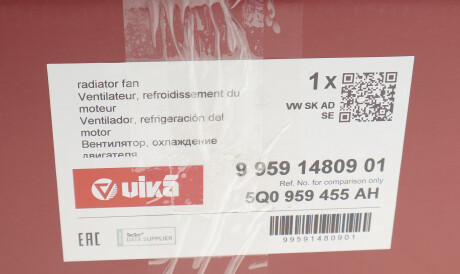 radiator fan
Ventilateur, refroidissement du
moteur
Ventilador, refrigeración del
motor
Вентилятор, охлаждение
двигателя
1x
VW SK AD
SE
vika
9 959 14809 01
Ref. No. for comparison only
5Q0 959 455 AH
EAC
TecDoc
DATA SUPPLIER
99591480901